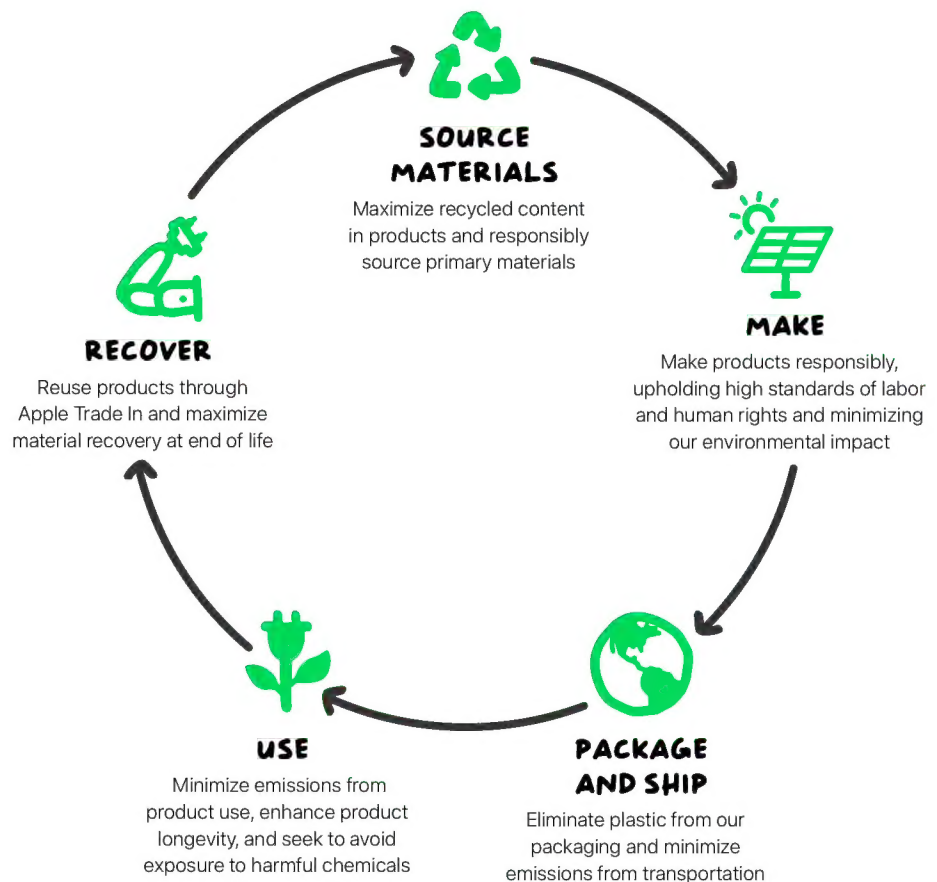 SOURCE
MATERIALS
Maximize recycled content
in products and responsibly
source primary materials
MAKE
Make products responsibly,
upholding high standards of labor
and human rights and minimizing
our environmental impact
PACKAGE
AND SHIP
Eliminate plastic from our
packaging and minimize
emissions from transportation
USE
Minimize emissions from
product use, enhance product
longevity, and seek to avoid
exposure to harmful chemicals
RECOVER
Reuse products through
Apple Trade In and maximize
material recovery at end of life